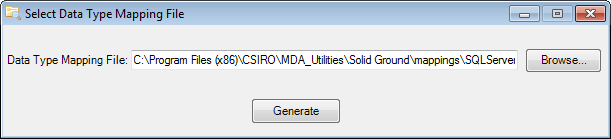 Select Data Type Mapping File
Data Type Mapping File: C:\Program Files (x86)\CSIRO\MDA_Utilities\Solid Ground\mappings\SQLServer Browse...
Generate